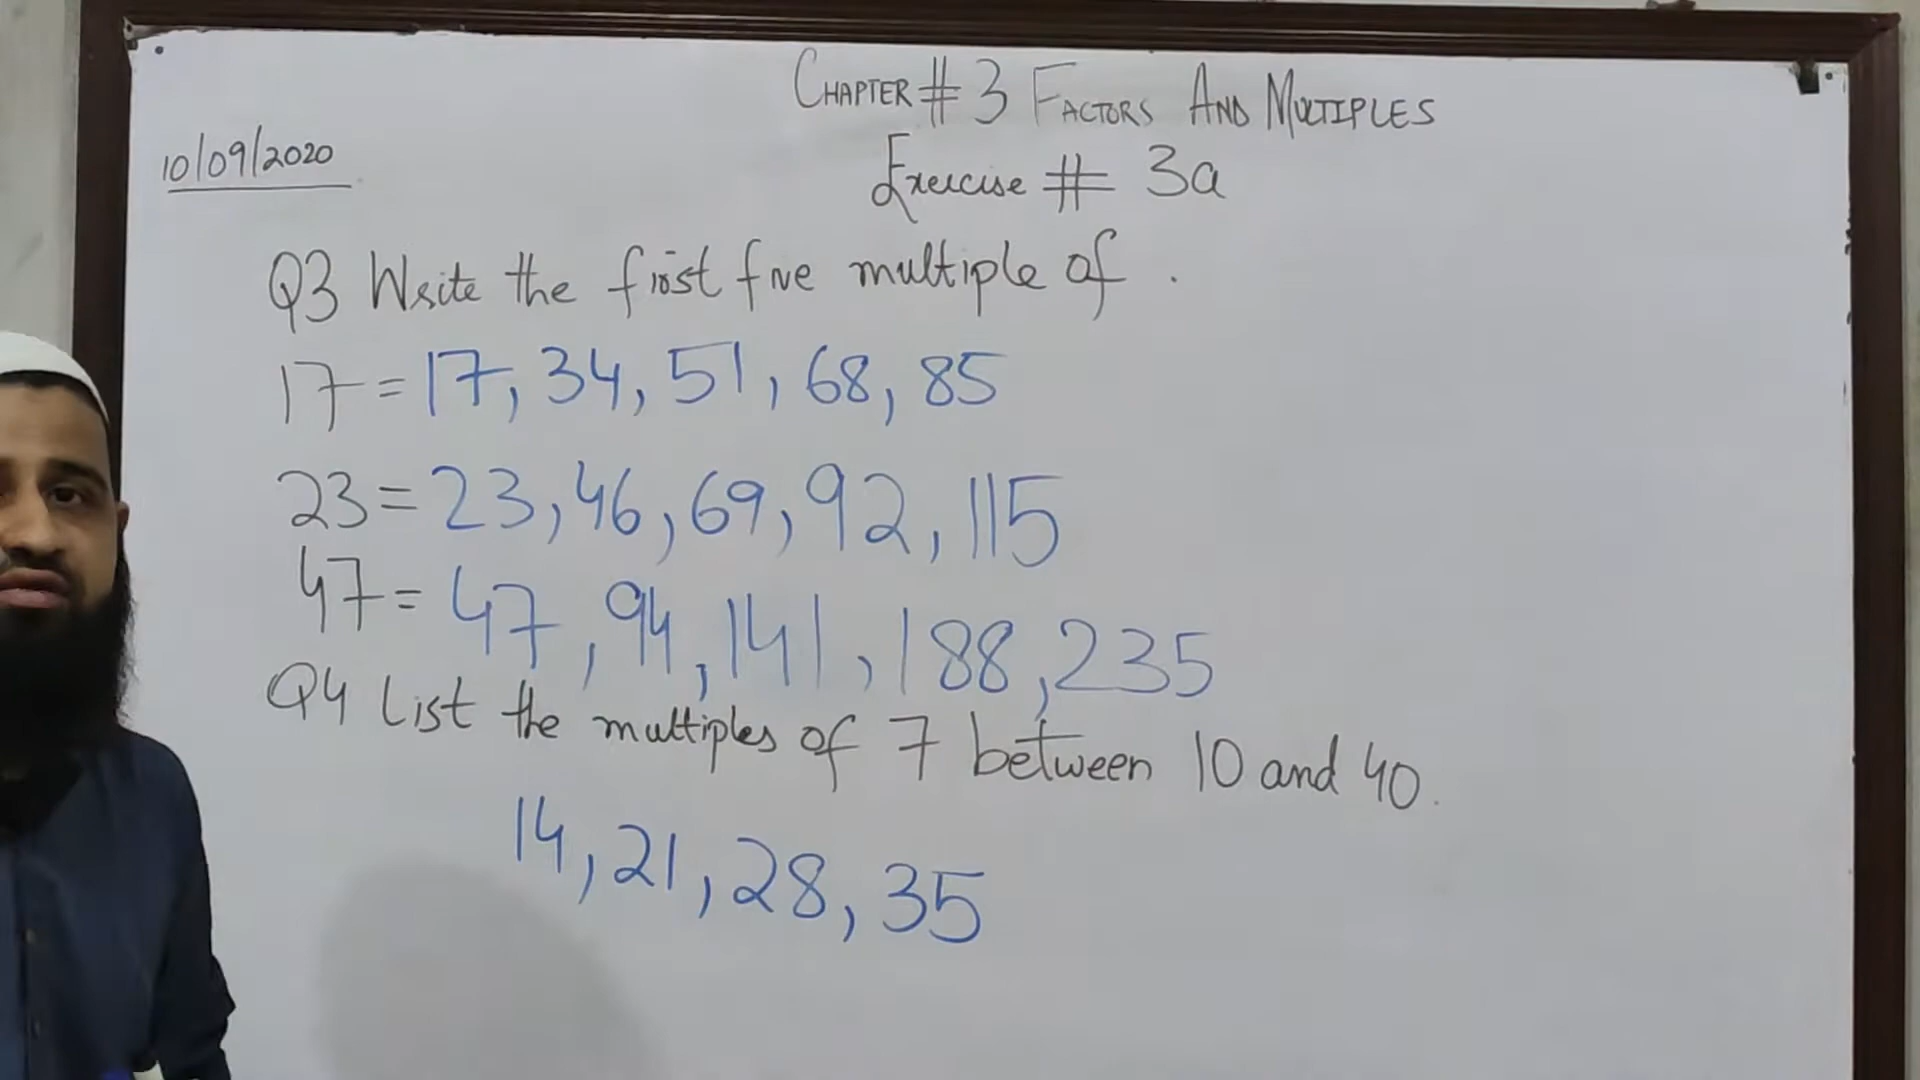 CHAPTER # 3 FACTORS AND MULTIPLES
10/09/2020
Exercise # 3a
Q3 Write the first five multiple of .
17 = 17, 34, 51, 68, 85
23 = 23, 46, 69, 92, 115
47 = 47, 94, 141, 188, 235
Q4 List the multiples of 7 between 10 and 40.
14, 21, 28, 35